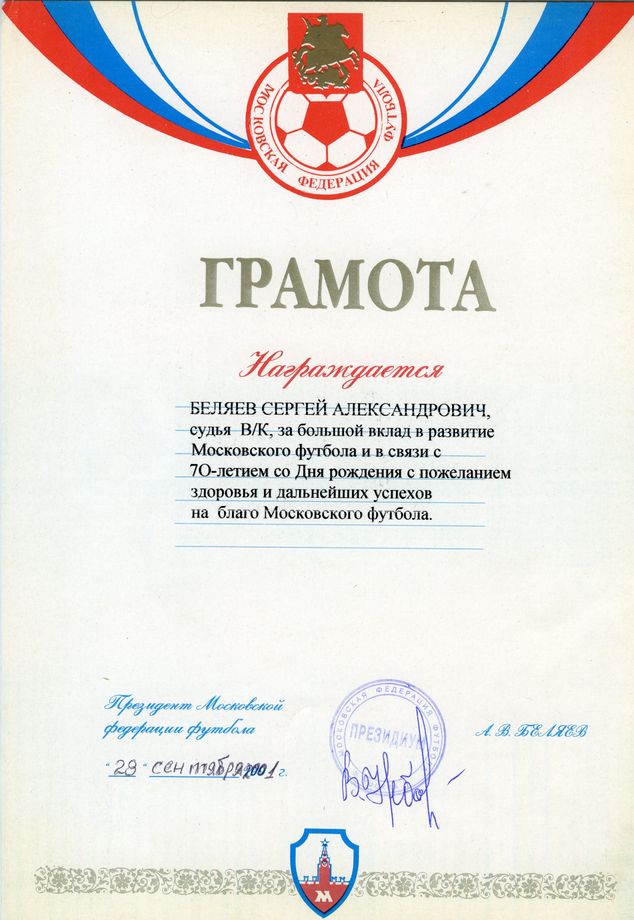 МОСКОВСКАЯ ФЕДЕРАЦИЯ ФУТБОЛА
ГРАМОТА
Награждается
БЕЛЯЕВ СЕРГЕЙ АЛЕКСАНДРОВИЧ,
судья В/К, за большой вклад в развитие
Московского футбола и в связи с
7О-летием со Дня рождения с пожеланием
здоровья и дальнейших успехов
на благо Московского футбола.
Президент Московской
федерации футбола
А. В. БЕЛЯЕВ
МОСКОВСКАЯ ФЕДЕРАЦИЯ ФУТБО
ПРЕЗИДИУМ
"28" сентября 2001 г.
М